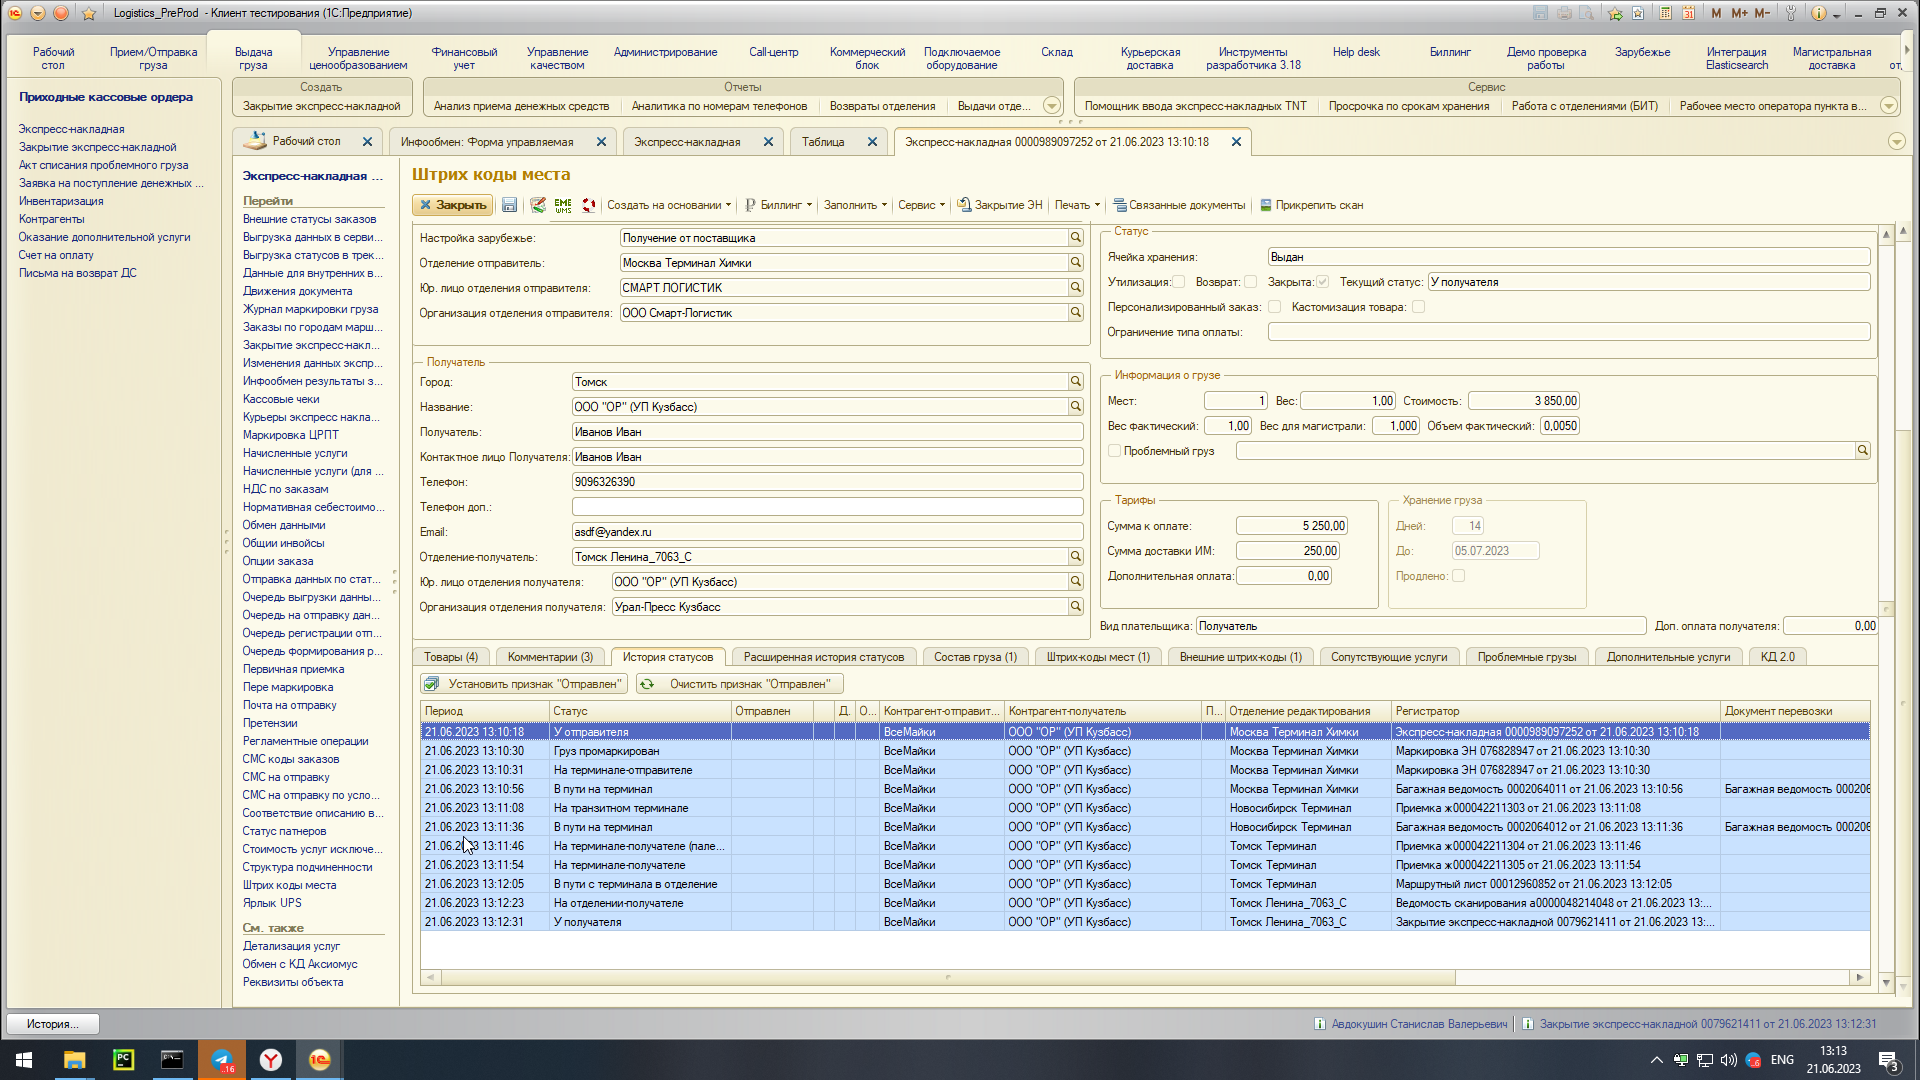 Logistics_PreProd - Клиент тестирования (1С:Предприятие)
M M+ M-
Рабочий стол
Прием/Отправка груза
Выдача груза
Управление ценообразованием
Финансовый учет
Управление качеством
Администрирование
Call-центр
Коммерческий блок
Подключаемое оборудование
Склад
Курьерская доставка
Инструменты разработчика 3.18
Help desk
Биллинг
Демо проверка работы
Зарубежье
Интеграция Elasticsearch
Магистральная доставка
от,
Создать
Закрытие экспресс-накладной
Отчеты
Анализ приема денежных средств
Аналитика по номерам телефонов
Возвраты отделения
Выдачи отде...
Сервис
Помощник ввода экспресс-накладных TNT
Просрочка по срокам хранения
Работа с отделениями (БИТ)
Рабочее место оператора пункта в...
Приходные кассовые ордера
Экспресс-накладная
Закрытие экспресс-накладной
Акт списания проблемного груза
Заявка на поступление денежных ...
Инвентаризация
Контрагенты
Оказание дополнительной услуги
Счет на оплату
Письма на возврат ДС
Рабочий стол
Инфообмен: Форма управляемая
Экспресс-накладная
Таблица
Экспресс-накладная 0000989097252 от 21.06.2023 13:10:18
Экспресс-накладная ...
Перейти
Внешние статусы заказов
Выгрузка данных в серви...
Выгрузка статусов в трек...
Данные для внутренних в...
Движения документа
Журнал маркировки груза
Заказы по городам марш...
Закрытие экспресс-накл...
Изменения данных экспр...
Инфообмен результаты з...
Кассовые чеки
Курьеры экспресс накла...
Маркировка ЦРПТ
Начисленные услуги
Начисленные услуги (для ...
НДС по заказам
Нормативная себестоимо...
Обмен данными
Общии инвойсы
Опции заказа
Отправка данных по стат...
Очередь выгрузки данны...
Очередь на отправку дан...
Очередь регистрации отп...
Очередь формирования р...
Первичная приемка
Пере маркировка
Почта на отправку
Претензии
Регламентные операции
СМС коды заказов
СМС на отправку
СМС на отправку по усло...
Соответствие описанию в...
Статус патнеров
Стоимость услуг исключе...
Структура подчиненности
Штрих коды места
Ярлык UPS
См. также
Детализация услуг
Обмен с КД Аксиомус
Реквизиты объекта
Штрих коды места
Закрыть
EME WMS
Создать на основании
Биллинг
Заполнить
Сервис
Закрытие ЭН
Печать
Связанные документы
Прикрепить скан
Настройка зарубежье: Получение от поставщика
Отделение отправитель: Москва Терминал Химки
Юр. лицо отделения отправителя: СМАРТ ЛОГИСТИК
Организация отделения отправителя: ООО Смарт-Логистик
Получатель
Город: Томск
Название: ООО "ОР" (УП Кузбасс)
Получатель: Иванов Иван
Контактное лицо Получателя: Иванов Иван
Телефон: 9096326390
Телефон доп.:
Email: asdf@yandex.ru
Отделение-получатель: Томск Ленина_7063_С
Юр. лицо отделения получателя: ООО "ОР" (УП Кузбасс)
Организация отделения получателя: Урал-Пресс Кузбасс
Статус
Ячейка хранения: Выдан
Утилизация: Возврат: Закрыта: Текущий статус: У получателя
Персонализированный заказ: Кастомизация товара:
Ограничение типа оплаты:
Информация о грузе
Мест: 1 Вес: 1,00 Стоимость: 3 850,00
Вес фактический: 1,00 Вес для магистрали: 1,000 Объем фактический: 0,0050
Проблемный груз
Тарифы
Сумма к оплате: 5 250,00
Сумма доставки ИМ: 250,00
Дополнительная оплата: 0,00
Хранение груза
Дней: 14
До: 05.07.2023
Продлено:
Вид плательщика: Получатель Доп. оплата получателя: 0,00
Товары (4)
Комментарии (3)
История статусов
Расширенная история статусов
Состав груза (1)
Штрих-коды мест (1)
Внешние штрих-коды (1)
Сопутствующие услуги
Проблемные грузы
Дополнительные услуги
КД 2.0
Установить признак "Отправлен"
Очистить признак "Отправлен"
Период Статус Отправлен Д. О... Контрагент-отправит... Контрагент-получатель П... Отделение редактирования Регистратор Документ перевозки
21.06.2023 13:10:18 У отправителя ВсеМайки ООО "ОР" (УП Кузбасс) Москва Терминал Химки Экспресс-накладная 0000989097252 от 21.06.2023 13:10:18
21.06.2023 13:10:30 Груз промаркирован ВсеМайки ООО "ОР" (УП Кузбасс) Москва Терминал Химки Маркировка ЭН 076828947 от 21.06.2023 13:10:30
21.06.2023 13:10:31 На терминале-отправителе ВсеМайки ООО "ОР" (УП Кузбасс) Москва Терминал Химки Маркировка ЭН 076828947 от 21.06.2023 13:10:30
21.06.2023 13:10:56 В пути на терминал ВсеМайки ООО "ОР" (УП Кузбасс) Москва Терминал Химки Багажная ведомость 0002064011 от 21.06.2023 13:10:56 Багажная ведомость 000206
21.06.2023 13:11:08 На транзитном терминале ВсеМайки ООО "ОР" (УП Кузбасс) Новосибирск Терминал Приемка ж000042211303 от 21.06.2023 13:11:08
21.06.2023 13:11:36 В пути на терминал ВсеМайки ООО "ОР" (УП Кузбасс) Новосибирск Терминал Багажная ведомость 0002064012 от 21.06.2023 13:11:36 Багажная ведомость 000206
21.06.2023 13:11:46 На терминале-получателе (пале... ВсеМайки ООО "ОР" (УП Кузбасс) Томск Терминал Приемка ж000042211304 от 21.06.2023 13:11:46
21.06.2023 13:11:54 На терминале-получателе ВсеМайки ООО "ОР" (УП Кузбасс) Томск Терминал Приемка ж000042211305 от 21.06.2023 13:11:54
21.06.2023 13:12:05 В пути с терминала в отделение ВсеМайки ООО "ОР" (УП Кузбасс) Томск Терминал Маршрутный лист 00012960852 от 21.06.2023 13:12:05
21.06.2023 13:12:23 На отделении-получателе ВсеМайки ООО "ОР" (УП Кузбасс) Томск Ленина_7063_С Ведомость сканирования а0000048214048 от 21.06.2023 13:...
21.06.2023 13:12:31 У получателя ВсеМайки ООО "ОР" (УП Кузбасс) Томск Ленина_7063_С Закрытие экспресс-накладной 0079621411 от 21.06.2023 13:...
История...
Авдокушин Станислав Валерьевич
Закрытие экспресс-накладной 0079621411 от 21.06.2023 13:12:31
PC
16
Y
ENG
13:13
21.06.2023
3